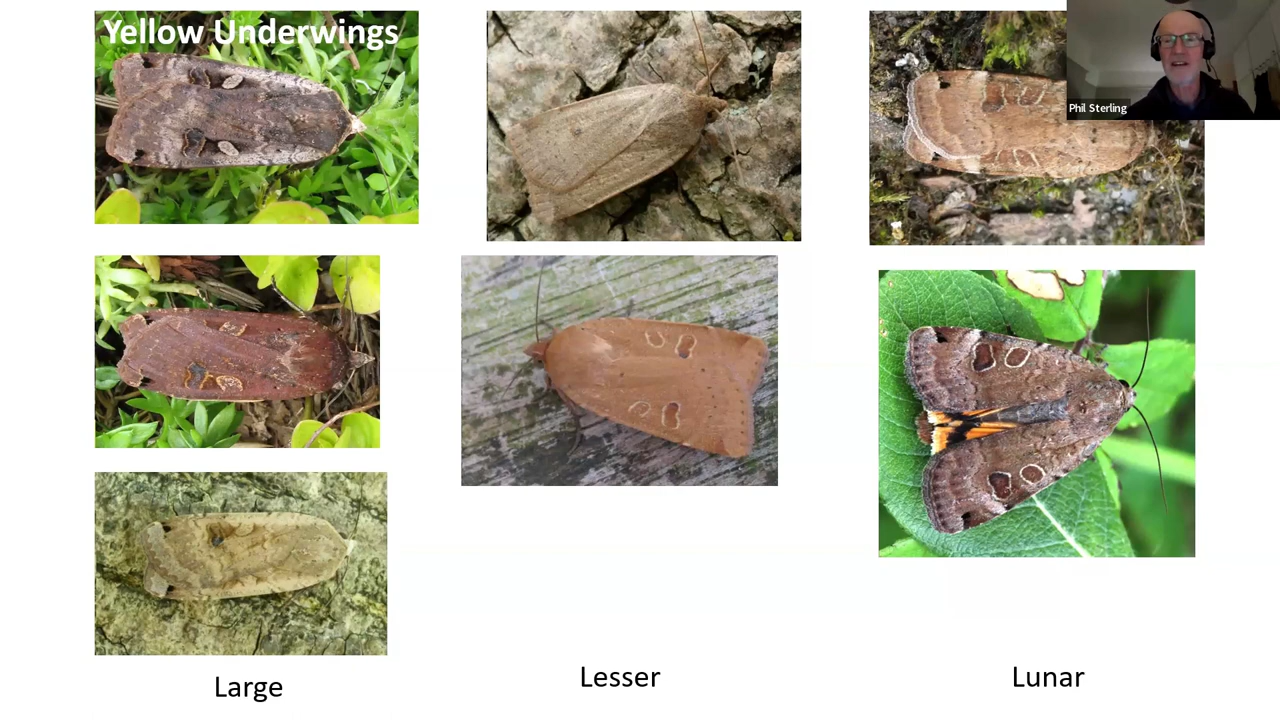 Yellow Underwings
Phil Sterling
Large
Lesser
Lunar